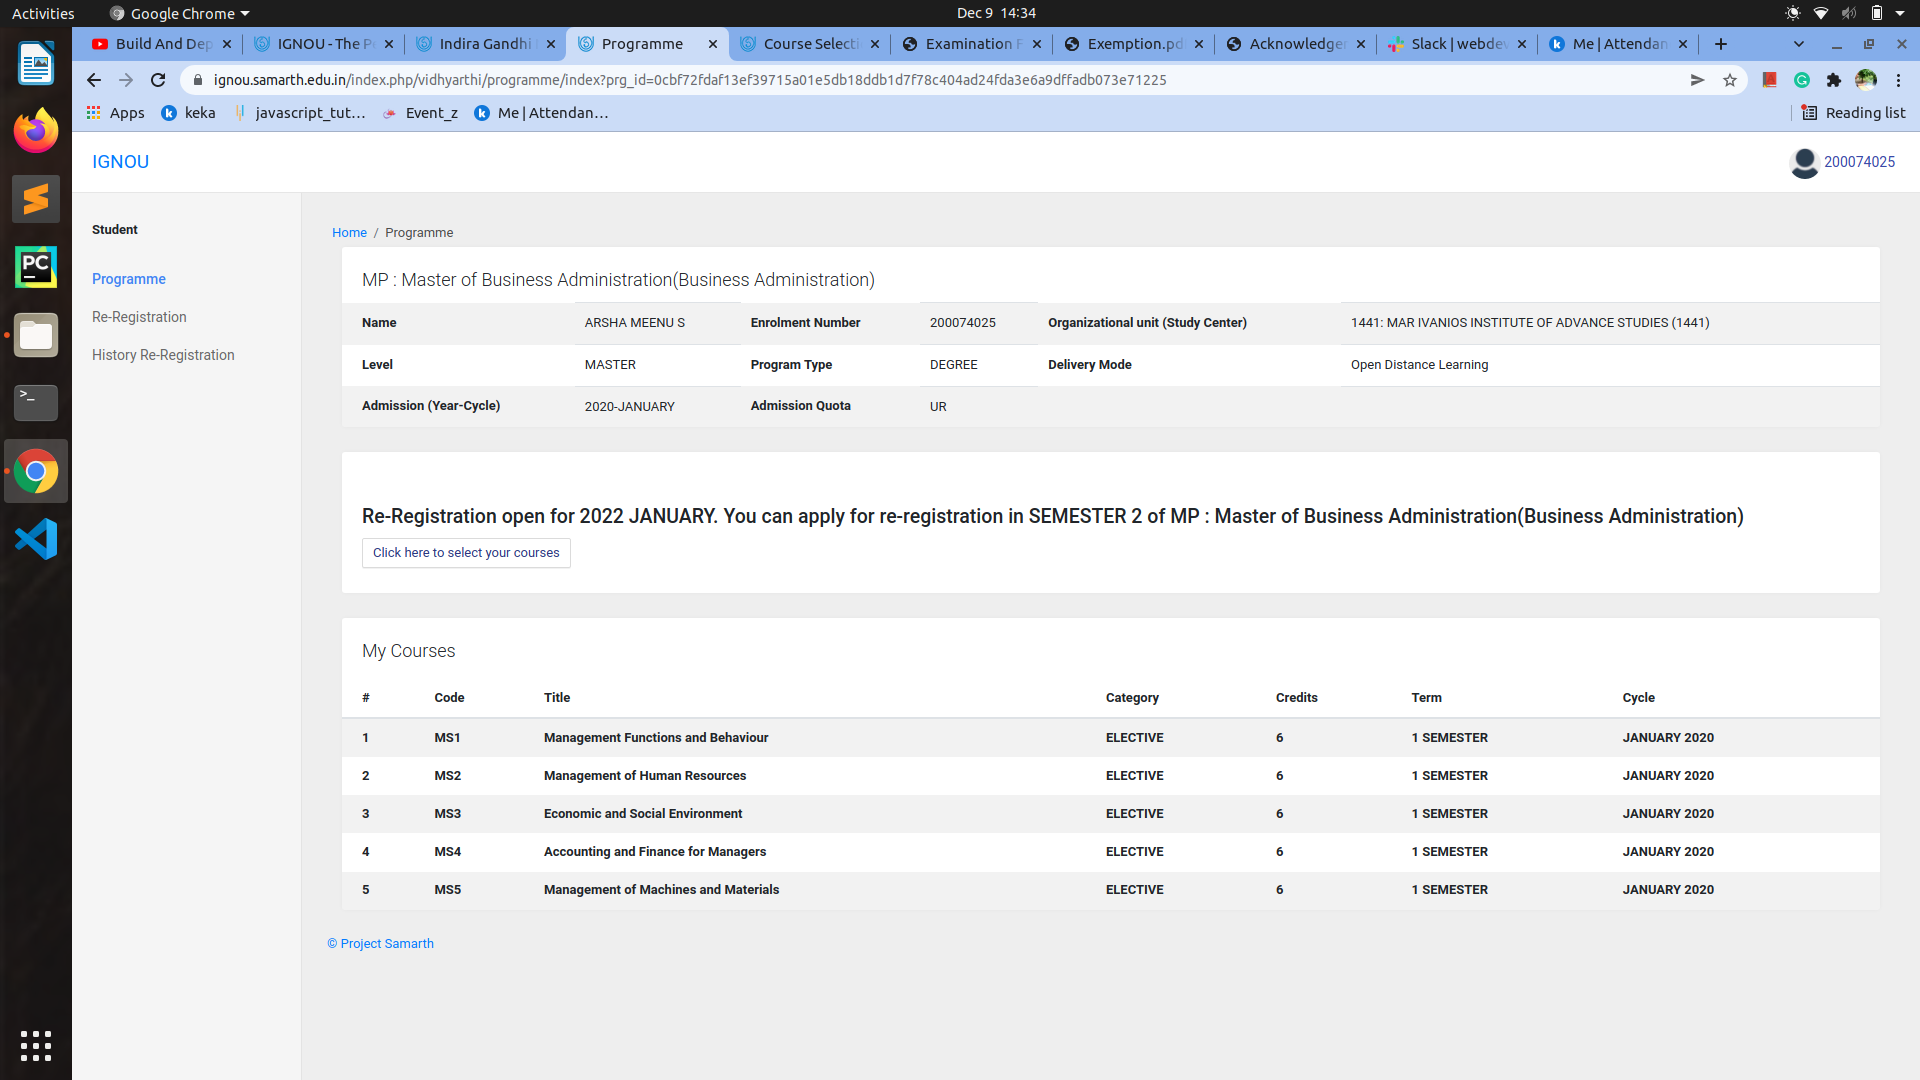 Activities Google Chrome Dec 9 14:34
Build And Dep IGNOU - The P Indira Gandhi Programme Course Selecti Examination F Exemption.pd Acknowledge Slack | webde Me | Attendan
ignou.samarth.edu.in/index.php/vidhyarthi/programme/index?prg_id=0cbf72fdaf13ef39715a01e5db18ddb1d7f78c404ad24fda3e6a9dffadb073e71225
Apps keka javascript_tut... Event_z Me | Attendan... Reading list
IGNOU 200074025
Student
Programme
Re-Registration
History Re-Registration
Home / Programme
MP : Master of Business Administration(Business Administration)
Name ARSHA MEENU S Enrolment Number 200074025 Organizational unit (Study Center) 1441: MAR IVANIOS INSTITUTE OF ADVANCE STUDIES (1441)
Level MASTER Program Type DEGREE Delivery Mode Open Distance Learning
Admission (Year-Cycle) 2020-JANUARY Admission Quota UR
Re-Registration open for 2022 JANUARY. You can apply for re-registration in SEMESTER 2 of MP : Master of Business Administration(Business Administration)
Click here to select your courses
My Courses
# Code Title Category Credits Term Cycle
1 MS1 Management Functions and Behaviour ELECTIVE 6 1 SEMESTER JANUARY 2020
2 MS2 Management of Human Resources ELECTIVE 6 1 SEMESTER JANUARY 2020
3 MS3 Economic and Social Environment ELECTIVE 6 1 SEMESTER JANUARY 2020
4 MS4 Accounting and Finance for Managers ELECTIVE 6 1 SEMESTER JANUARY 2020
5 MS5 Management of Machines and Materials ELECTIVE 6 1 SEMESTER JANUARY 2020
© Project Samarth